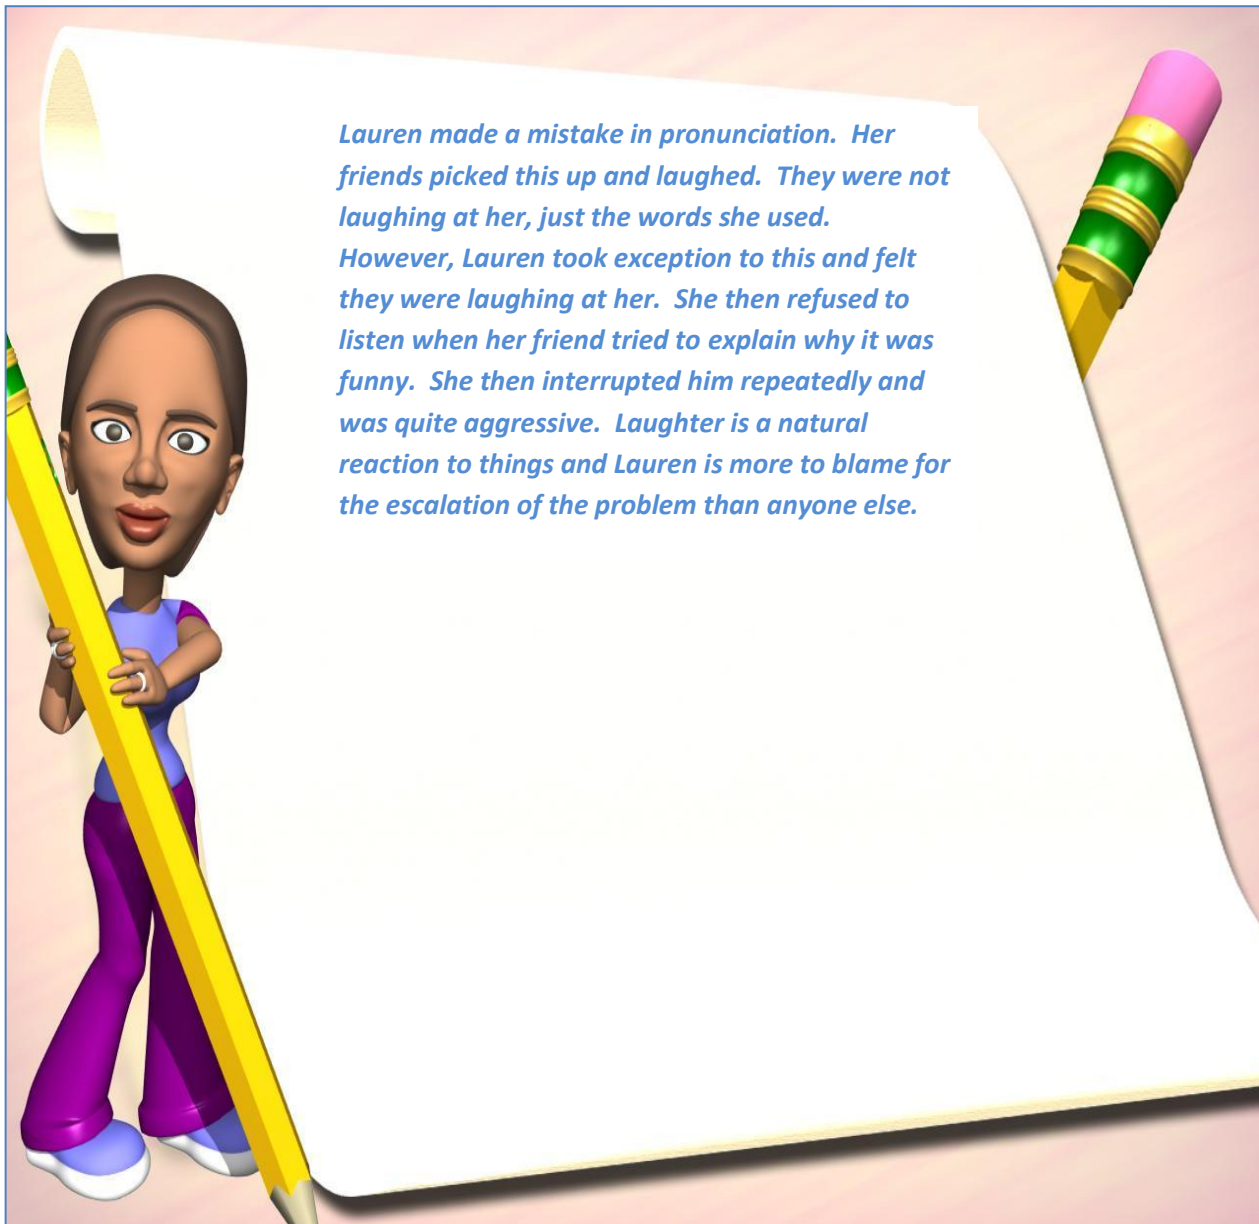 Lauren made a mistake in pronunciation. Her
friends picked this up and laughed. They were not
laughing at her, just the words she used.
However, Lauren took exception to this and felt
they were laughing at her. She then refused to
listen when her friend tried to explain why it was
funny. She then interrupted him repeatedly and
was quite aggressive. Laughter is a natural
reaction to things and Lauren is more to blame for
the escalation of the problem than anyone else.